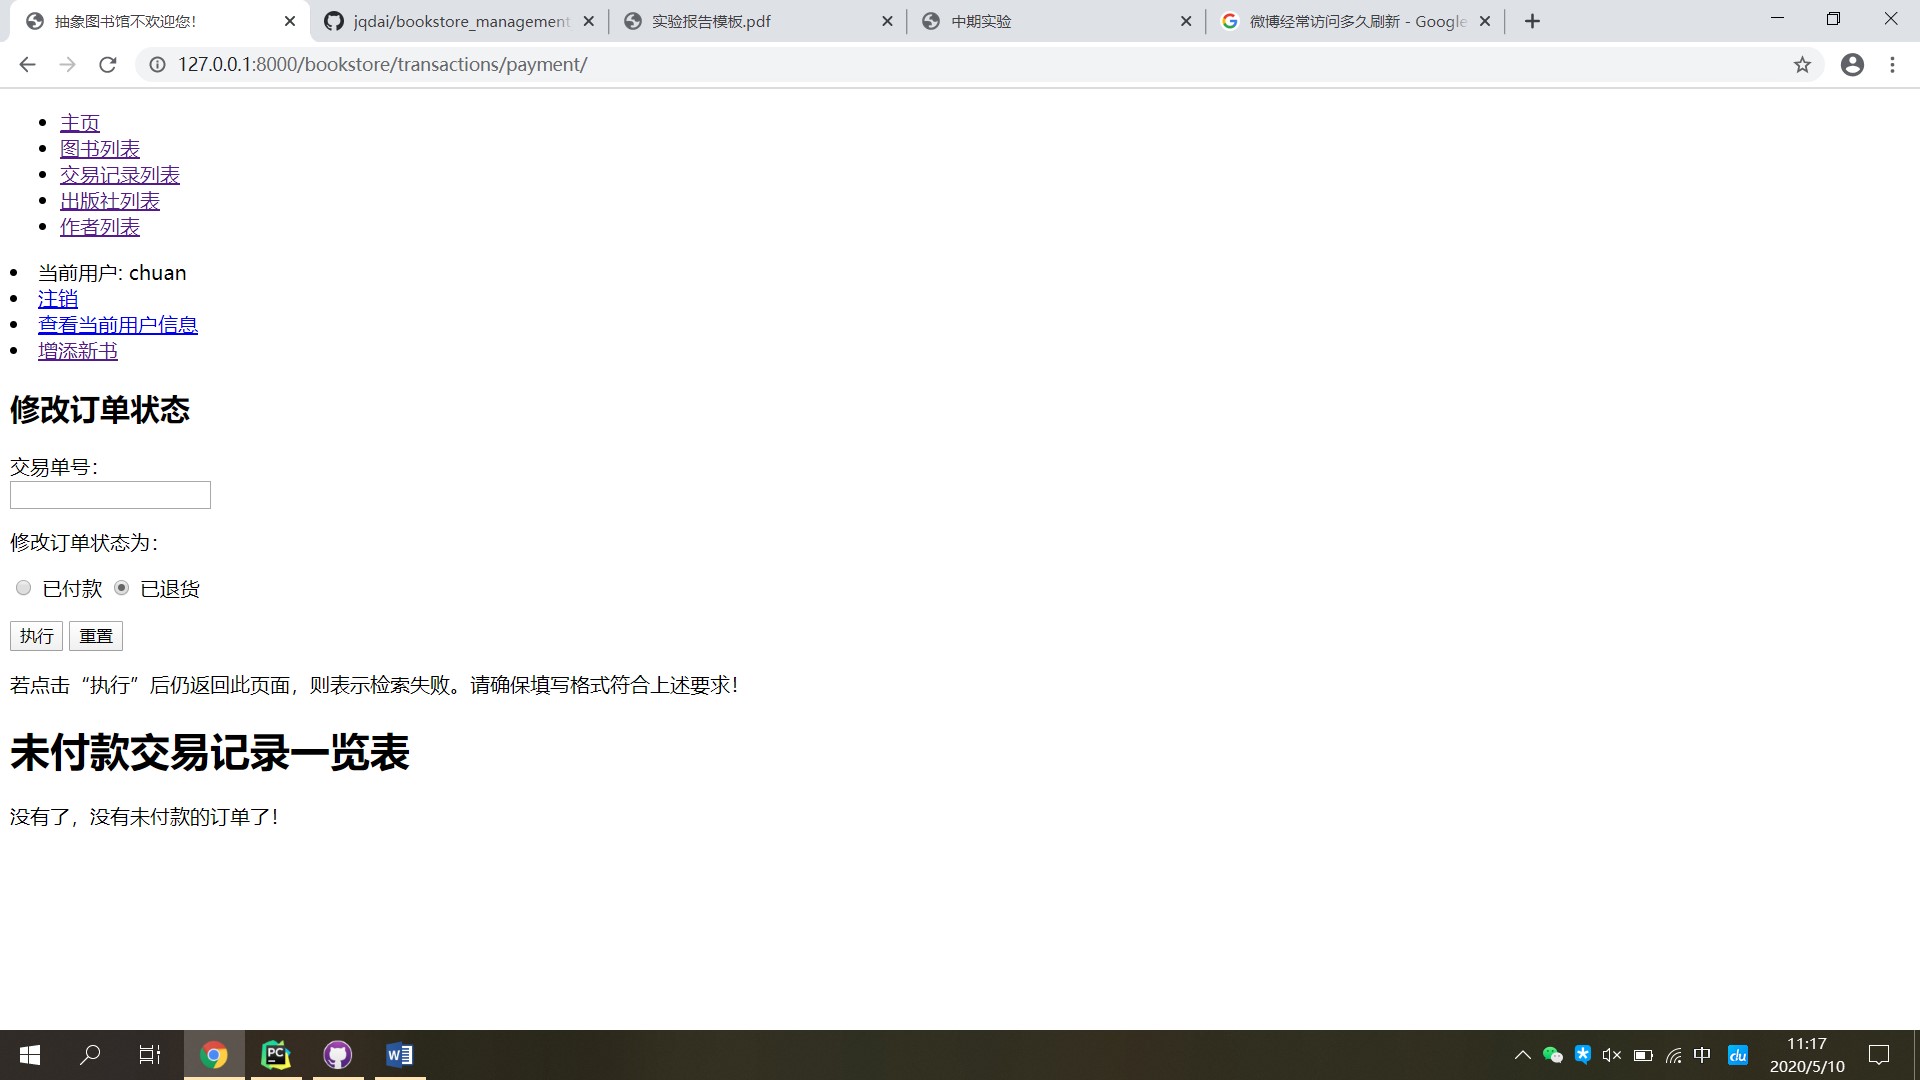 抽象图书馆不欢迎您!
jqdai/bookstore_management
实验报告模板.pdf
中期实验
微博经常访问多久刷新 - Google
127.0.0.1:8000/bookstore/transactions/payment/
主页
图书列表
交易记录列表
出版社列表
作者列表
当前用户: chuan
注销
查看当前用户信息
增添新书
修改订单状态
交易单号：
修改订单状态为：
已付款 已退货
执行 重置
若点击“执行”后仍返回此页面，则表示检索失败。请确保填写格式符合上述要求！
未付款交易记录一览表
没有了，没有未付款的订单了！
PC
W
中
du
11:17
2020/5/10